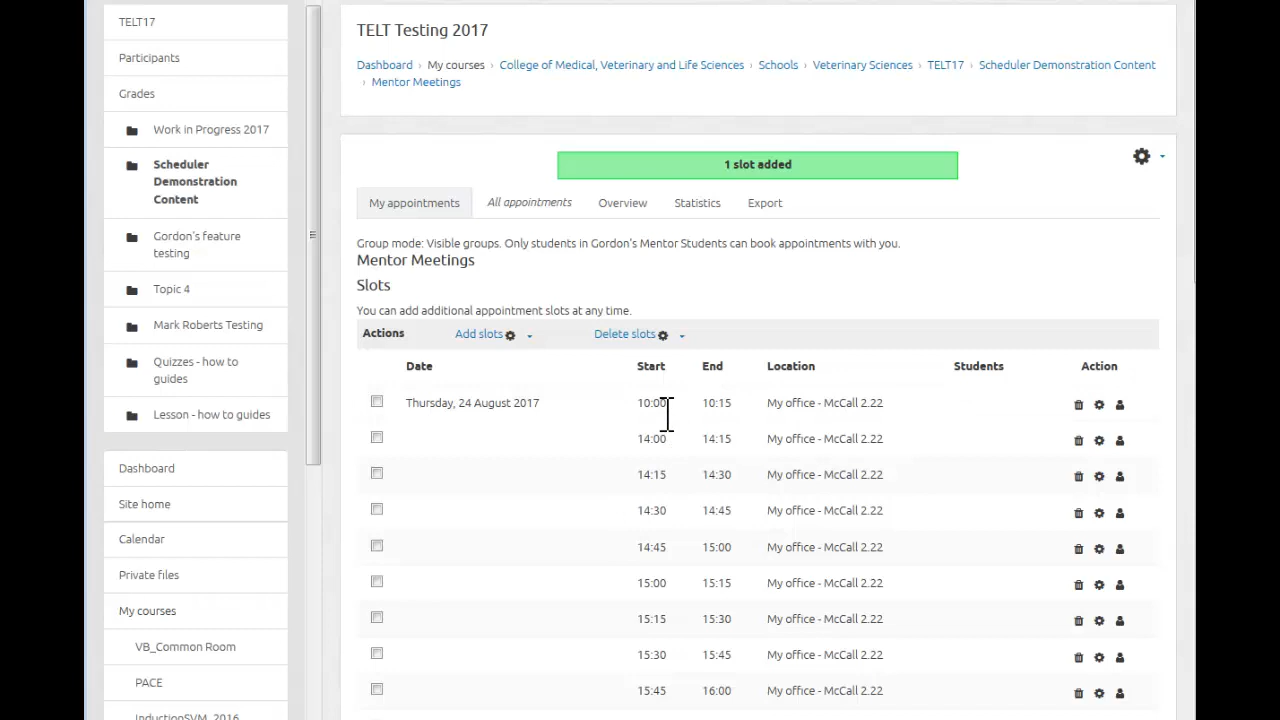 TELT17
Participants
Grades
Work in Progress 2017
Scheduler
Demonstration
Content
Gordon's feature
testing
Topic 4
Mark Roberts Testing
Quizzes - how to
guides
Lesson - how to guides
Dashboard
Site home
Calendar
Private files
My courses
VB_Common Room
PACE
InductionSVM_2016
TELT Testing 2017
Dashboard › My courses › College of Medical, Veterinary and Life Sciences › Schools › Veterinary Sciences › TELT17 › Scheduler Demonstration Content
› Mentor Meetings
1 slot added
My appointments All appointments Overview Statistics Export
Group mode: Visible groups. Only students in Gordon's Mentor Students can book appointments with you.
Mentor Meetings
Slots
You can add additional appointment slots at any time.
Actions Add slots Delete slots
Date Start End Location Students Action
Thursday, 24 August 2017 10:00 10:15 My office - McCall 2.22
14:00 14:15 My office - McCall 2.22
14:15 14:30 My office - McCall 2.22
14:30 14:45 My office - McCall 2.22
14:45 15:00 My office - McCall 2.22
15:00 15:15 My office - McCall 2.22
15:15 15:30 My office - McCall 2.22
15:30 15:45 My office - McCall 2.22
15:45 16:00 My office - McCall 2.22